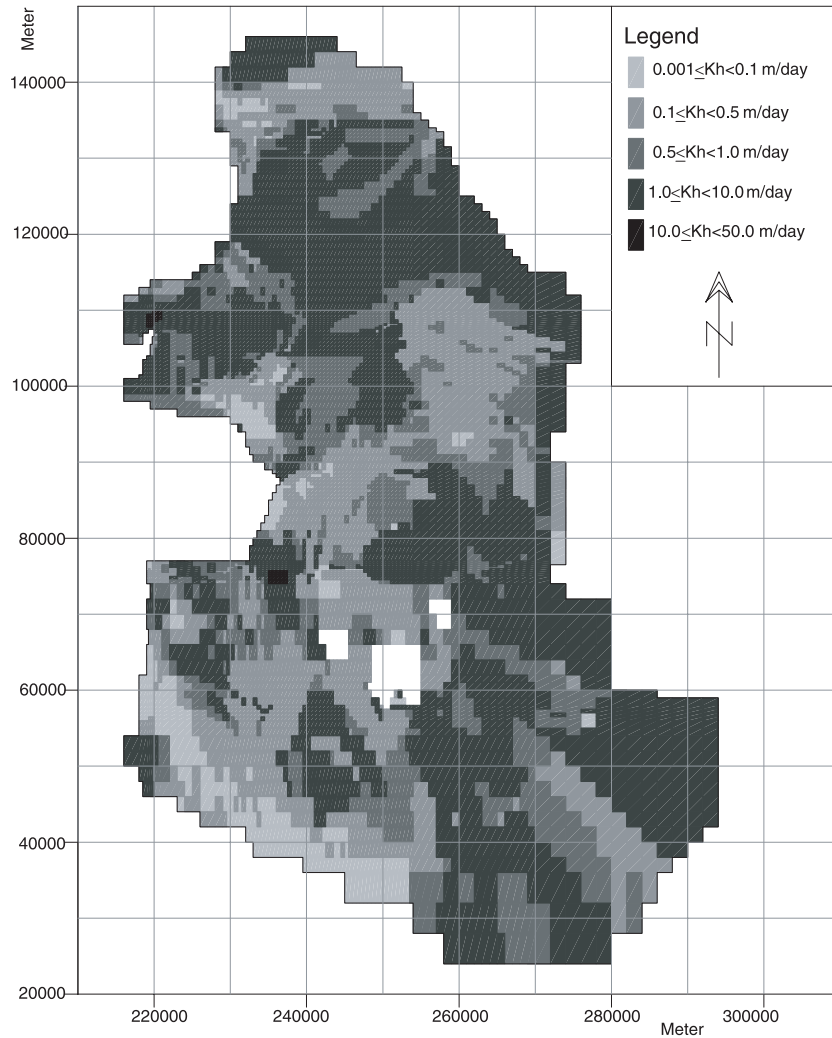 Meter
140000
120000
100000
80000
60000
40000
20000
220000
240000
260000
280000
300000
Meter
Legend
0.001≤Kh<0.1 m/day
0.1≤Kh<0.5 m/day
0.5≤Kh<1.0 m/day
1.0≤Kh<10.0 m/day
10.0≤Kh<50.0 m/day
N